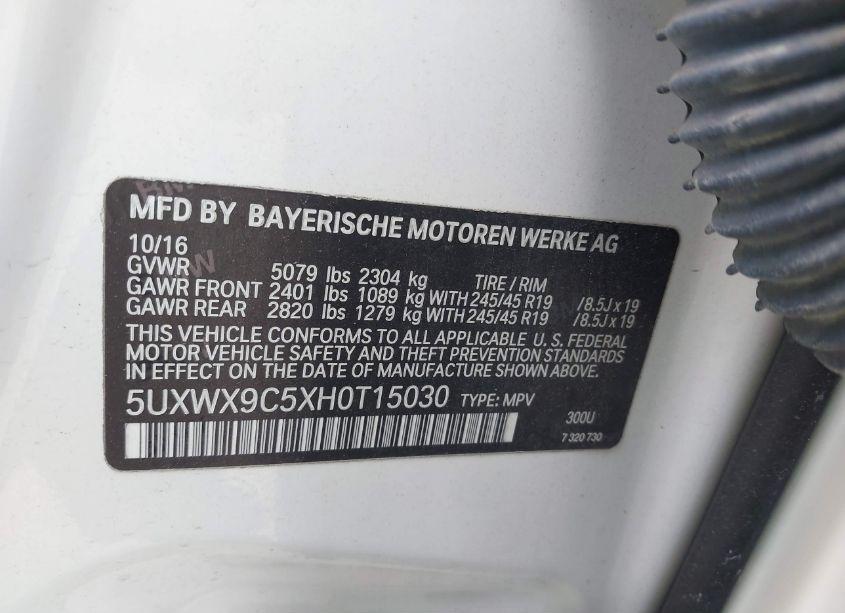 MFD BY BAYERISCHE MOTOREN WERKE AG
10/16
GVWR 5079 lbs 2304 kg TIRE / RIM
GAWR FRONT 2401 lbs 1089 kg WITH 245/45 R19 /8.5J x 19
GAWR REAR 2820 lbs 1279 kg WITH 245/45 R19 /8.5J x 19
THIS VEHICLE CONFORMS TO ALL APPLICABLE U. S. FEDERAL
MOTOR VEHICLE SAFETY AND THEFT PREVENTION STANDARDS
IN EFFECT ON THE DATE OF MANUFACTURE SHOWN ABOVE.
5UXWX9C5XH0T15030 TYPE: MPV
300U
7 320 730